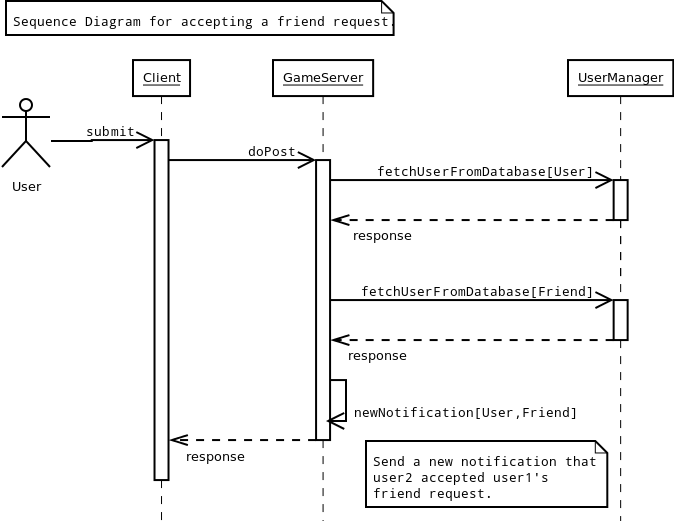 Sequence Diagram for accepting a friend request.
Client
GameServer
UserManager
submit
doPost
fetchUserFromDatabase[User]
User
response
fetchUserFromDatabase[Friend]
response
newNotification[User,Friend]
response
Send a new notification that
user2 accepted user1's
friend request.